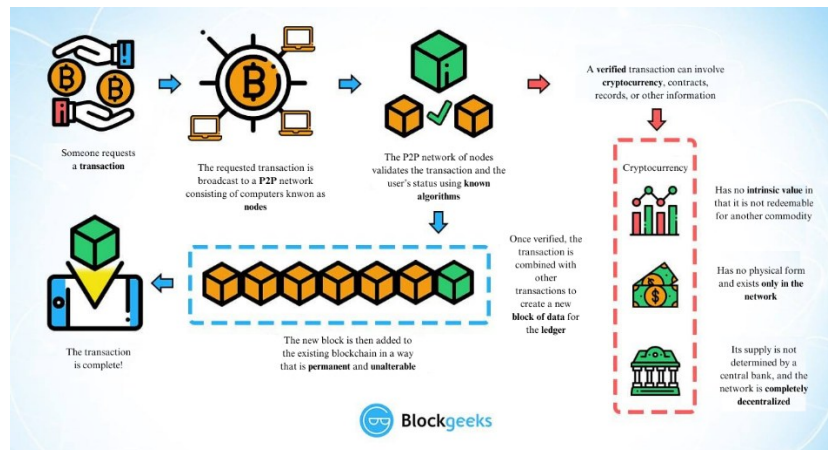 Someone requests
a transaction
The requested transaction is
broadcast to a P2P network
consisting of computers knwon as
nodes
The P2P network of nodes
validates the transaction and the
user's status using known
algorithms
A verified transaction can involve
cryptocurrency, contracts,
records, or other information
Cryptocurrency
Has no intrinsic value in
that it is not redeemable
for another commodity
Has no physical form
and exists only in the
network
Its supply is not
determined by a
central bank, and the
network is completely
decentralized
Once verified, the
transaction is
combined with
other
transactions to
create a new
block of data for
the ledger
The new block is then added to
the existing blockchain in a way
that is permanent and unalterable
The transaction
is complete!
Blockgeeks